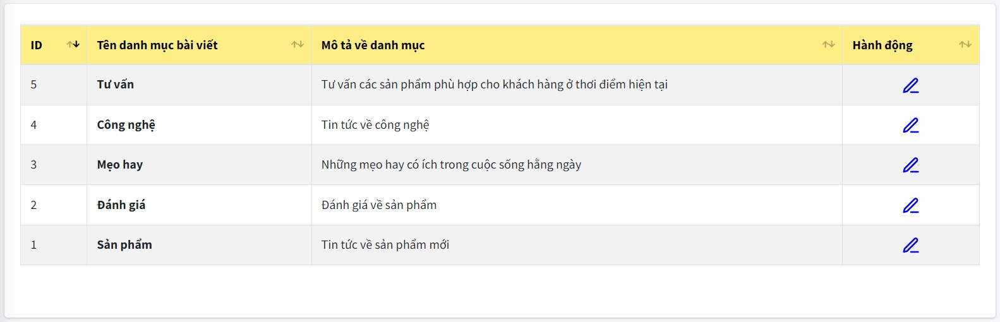 ID Tên danh mục bài viết Mô tả về danh mục Hành động
5 Tư vấn Tư vấn các sản phẩm phù hợp cho khách hàng ở thơi điểm hiện tại
4 Công nghệ Tin tức về công nghệ
3 Mẹo hay Những mẹo hay có ích trong cuộc sống hằng ngày
2 Đánh giá Đánh giá về sản phẩm
1 Sản phẩm Tin tức về sản phẩm mới